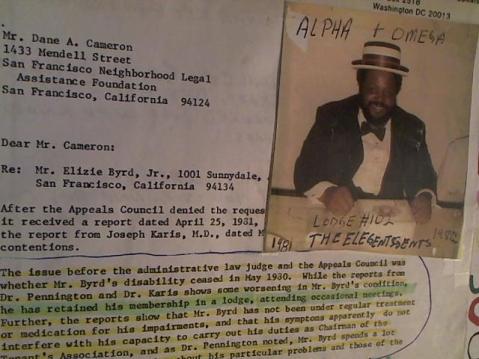 Washington DC 20013
Mr. Dane A. Cameron
1433 Mendell Street
San Francisco Neighborhood Legal
Assistance Foundation
San Francisco, California 94124
Dear Mr. Cameron:
Re: Mr. Elizie Byrd, Jr., 1001 Sunnydale,
San Francisco, California 94134
After the Appeals Council denied the reques
it received a report dated April 25, 1981,
the report from Joseph Karis, M.D., dated M
contentions.
ALPHA + OMEGA
LODGE #102
1981
THE ELEGENTS GENTS
The issue before the administrative law judge and the Appeals Council was
whether Mr. Byrd's disability ceased in May 1980. While the reports from
Dr. Pennington and Dr. Karis shows some worsening in Mr. Byrd's condition,
he has retained his membership in a lodge, attending occasional meetings.
Further, the reports show that Mr. Byrd has not been under regular treatment
or medication for his impairments, and that his symptoms apparently do not
interfere with his capacity to carry out his duties as Chairman of the
Tenant's Association, and as Dr. Pennington noted, Mr. Byrd spends a lot
about his particular problems and those of the